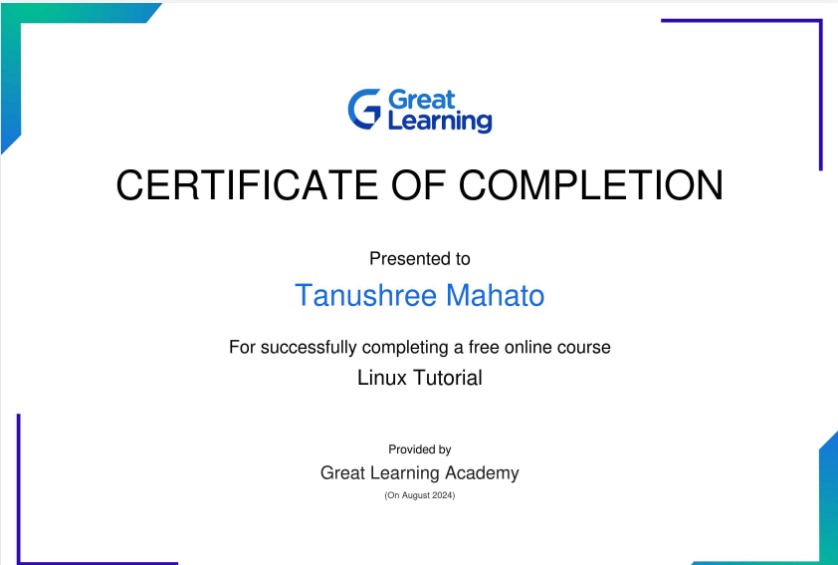 Great
Learning
CERTIFICATE OF COMPLETION
Presented to
Tanushree Mahato
For successfully completing a free online course
Linux Tutorial
Provided by
Great Learning Academy
(On August 2024)